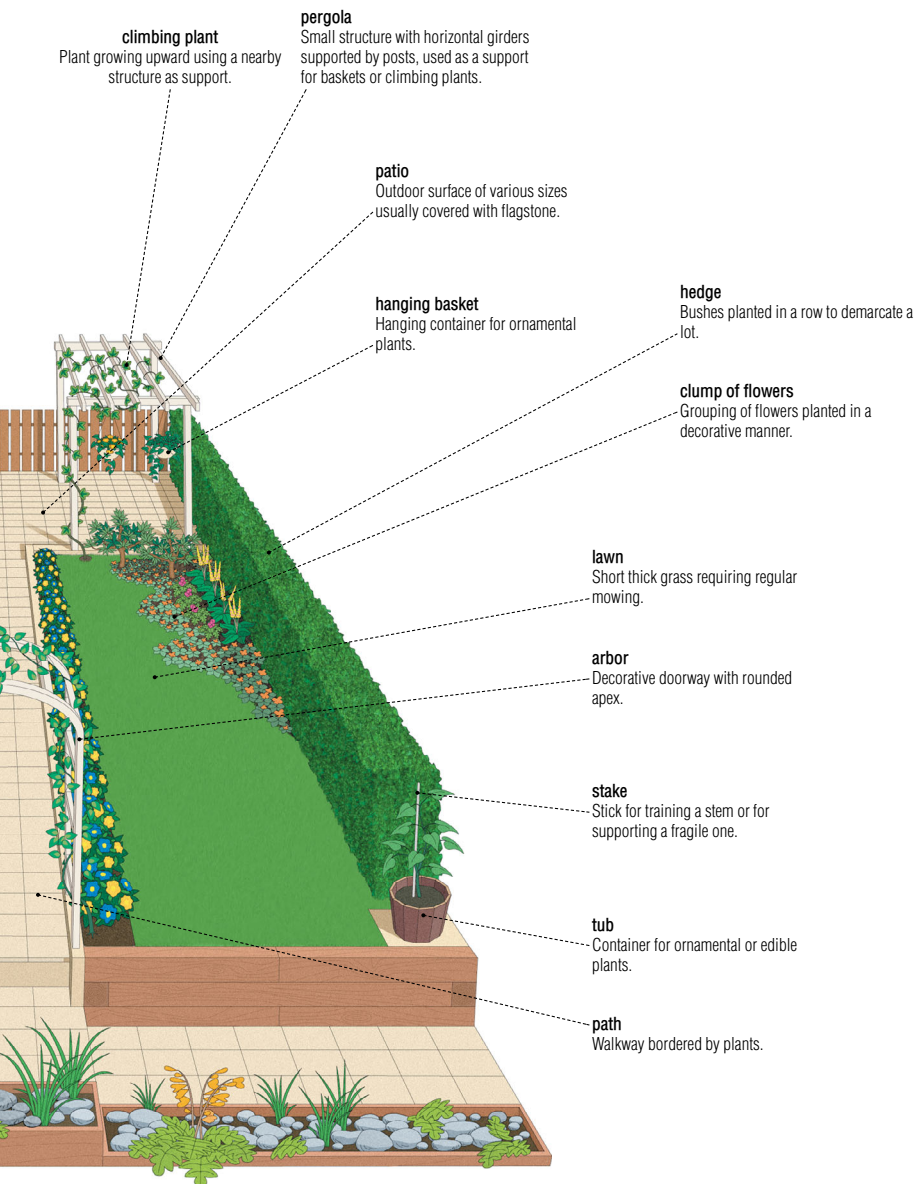 climbing plant
Plant growing upward using a nearby
structure as support.
pergola
Small structure with horizontal girders
supported by posts, used as a support
for baskets or climbing plants.
patio
Outdoor surface of various sizes
usually covered with flagstone.
hanging basket
Hanging container for ornamental
plants.
hedge
Bushes planted in a row to demarcate a
lot.
clump of flowers
Grouping of flowers planted in a
decorative manner.
lawn
Short thick grass requiring regular
mowing.
arbor
Decorative doorway with rounded
apex.
stake
Stick for training a stem or for
supporting a fragile one.
tub
Container for ornamental or edible
plants.
path
Walkway bordered by plants.